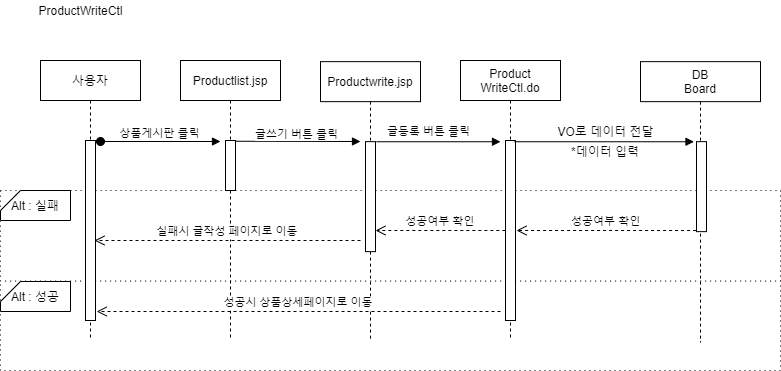 ProductWriteCtl
사용자
Productlist.jsp
Productwrite.jsp
Product
WriteCtl.do
DB
Board
상품게시판 클릭
글쓰기 버튼 클릭
글등록 버튼 클릭
VO로 데이터 전달
*데이터 입력
Alt : 실패
실패시 글작성 페이지로 이동
성공여부 확인
성공여부 확인
Alt : 성공
성공시 상품상세페이지로 이동